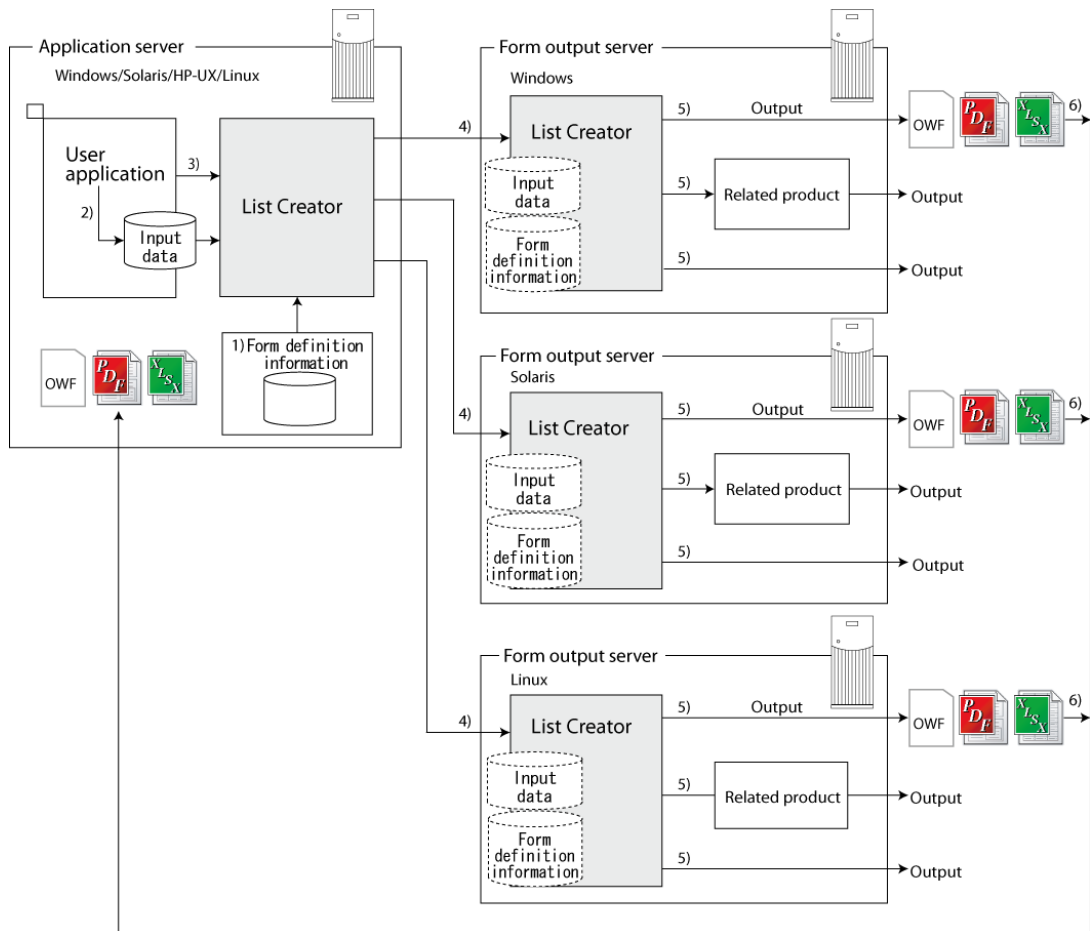 Application server
Windows/Solaris/HP-UX/Linux
User
application
2)
3)
Input
data
List Creator
1)Form definition
information
OWF
PDF
XLSX
4)
4)
4)
Form output server
Windows
List Creator
Input
data
Form
definition
information
5)
Output
OWF
PDF
XLSX
6)
5)
Related product
Output
5)
Output
Form output server
Solaris
List Creator
Input
data
Form
definition
information
5)
Output
OWF
PDF
XLSX
6)
5)
Related product
Output
5)
Output
Form output server
Linux
List Creator
Input
data
Form
definition
information
5)
Output
OWF
PDF
XLSX
6)
5)
Related product
Output
5)
Output